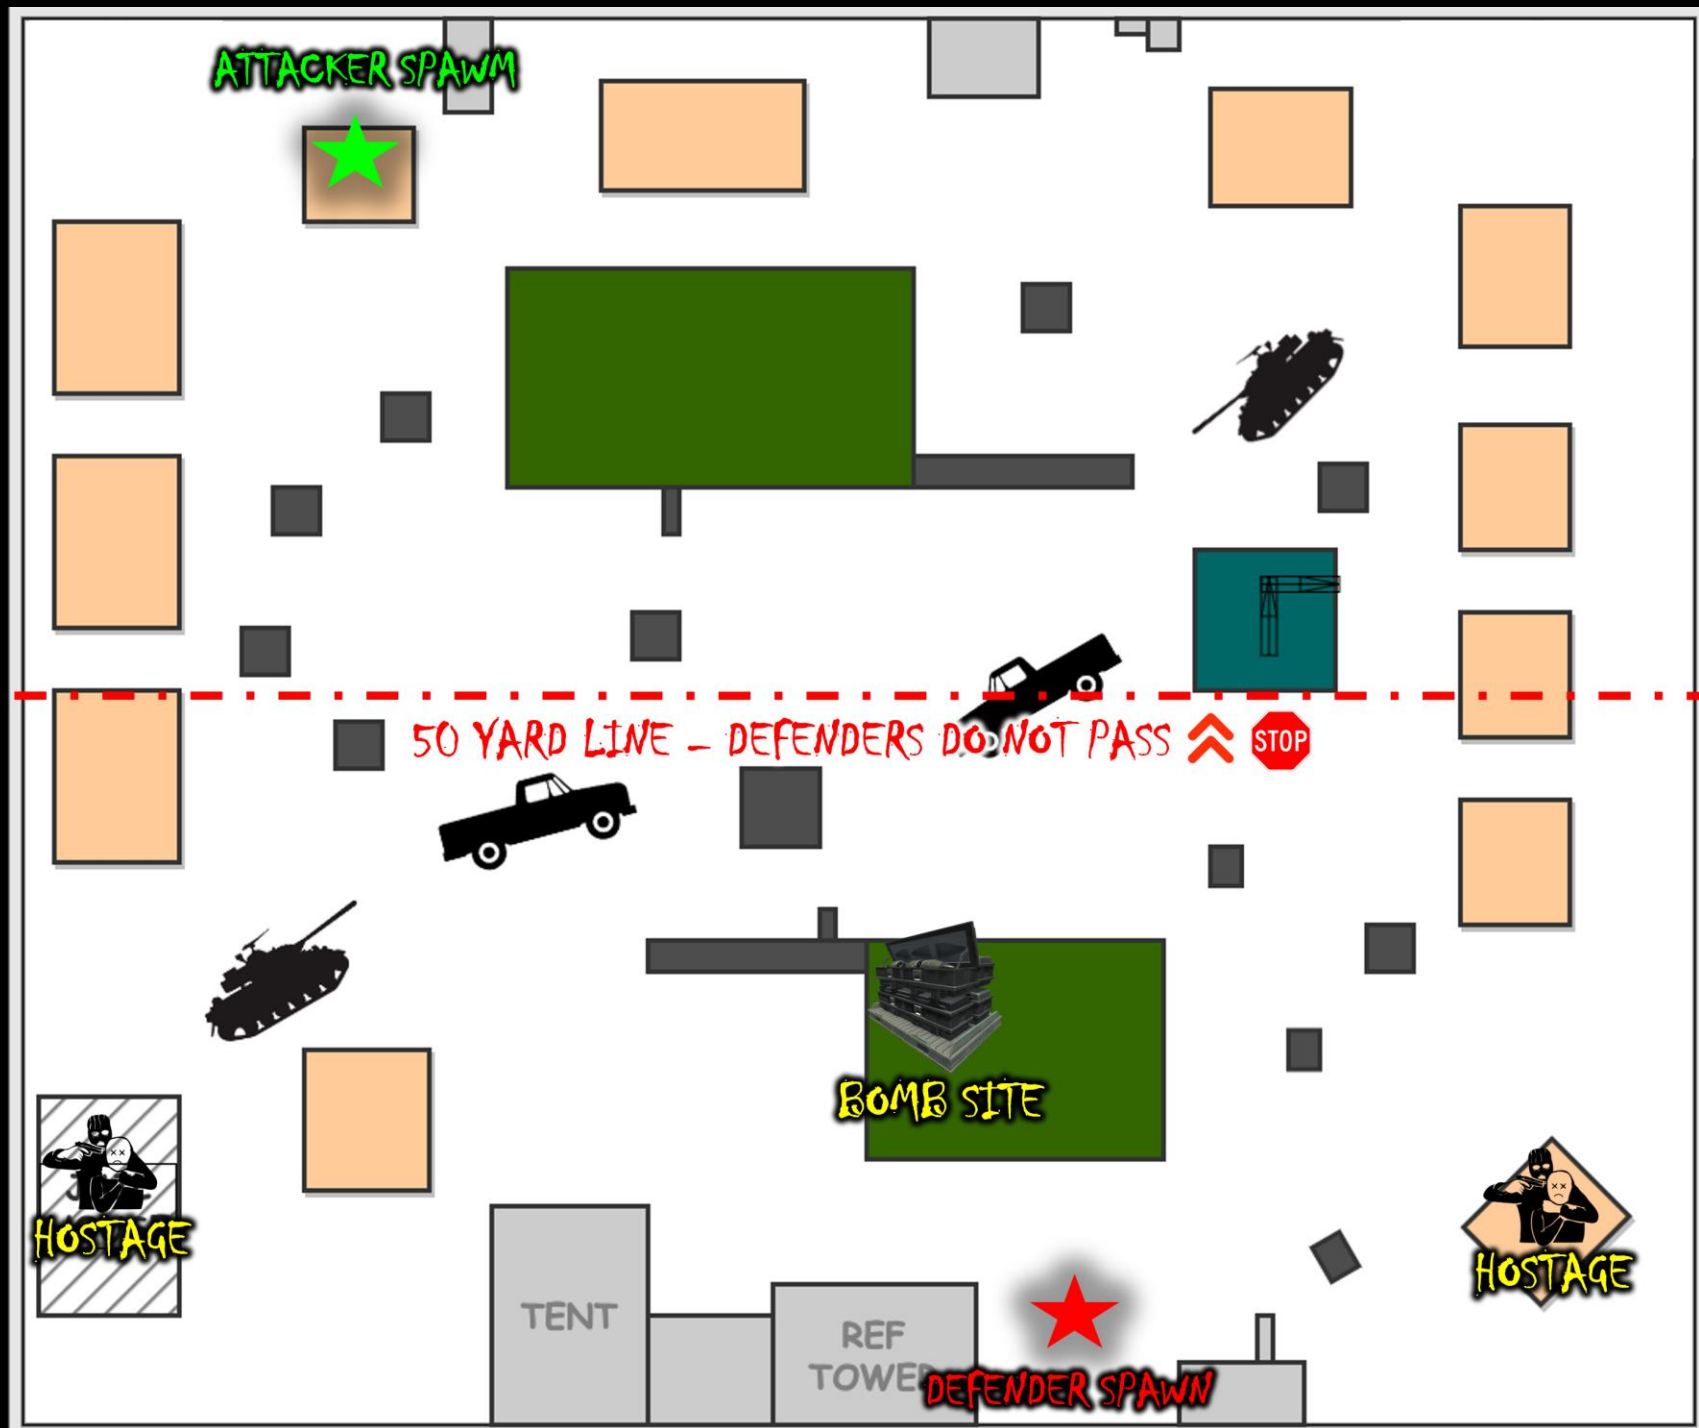 ATTACKER SPAWM
50 YARD LINE – DEFENDERS DO NOT PASS
STOP
BOMB SITE
HOSTAGE
HOSTAGE
TENT
REF
TOWER
DEFENDER SPAWN